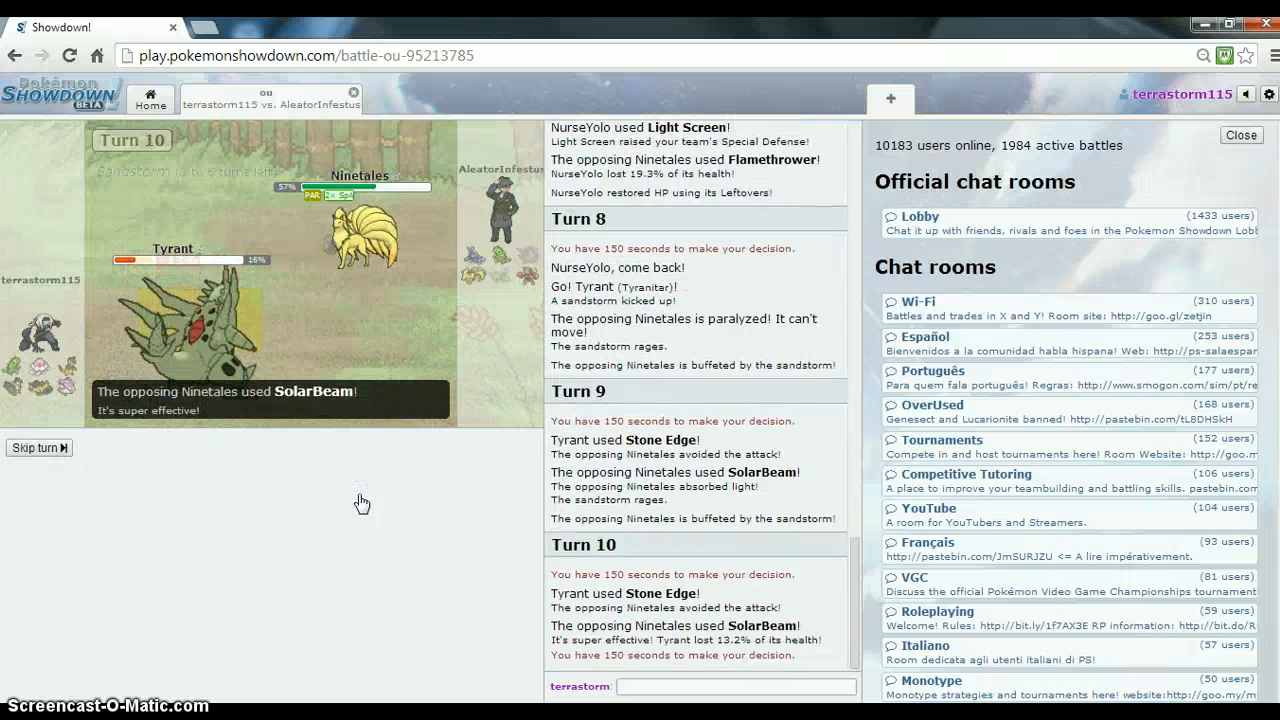 Showdown!
play.pokemonshowdown.com/battle-ou-95213785
Pokémon
SHOWDOWN
BETA
Home
ou
terrastorm115 vs. AleatorInfestus
+
terrastorm115
Turn 10
Sandstorm (3 to 6 turns left)
Ninetales
57%
PAR
2× SpA
Tyrant
16%
AleatorInfestus
terrastorm115
The opposing Ninetales used SolarBeam!
It's super effective!
Skip turn
NurseYolo used Light Screen!
Light Screen raised your team's Special Defense!
The opposing Ninetales used Flamethrower!
NurseYolo lost 19.3% of its health!
NurseYolo restored HP using its Leftovers!
Turn 8
You have 150 seconds to make your decision.
NurseYolo, come back!
Go! Tyrant (Tyranitar)!
A sandstorm kicked up!
The opposing Ninetales is paralyzed! It can't
move!
The sandstorm rages.
The opposing Ninetales is buffeted by the sandstorm!
Turn 9
You have 150 seconds to make your decision.
Tyrant used Stone Edge!
The opposing Ninetales avoided the attack!
The opposing Ninetales used SolarBeam!
The opposing Ninetales absorbed light!
The sandstorm rages.
The opposing Ninetales is buffeted by the sandstorm!
Turn 10
You have 150 seconds to make your decision.
Tyrant used Stone Edge!
The opposing Ninetales avoided the attack!
The opposing Ninetales used SolarBeam!
It's super effective! Tyrant lost 13.2% of its health!
You have 150 seconds to make your decision.
terrastorm:
Close
10183 users online, 1984 active battles
Official chat rooms
Lobby (1433 users)
Chat it up with friends, rivals and foes in the Pokemon Showdown Lobb
Chat rooms
Wi-Fi (310 users)
Battles and trades in X and Y! Room site: http://goo.gl/zetjin
Español (253 users)
Bienvenidos a la comunidad habla hispana! Web: http://ps-salaespar
Português (177 users)
Para quem fala português! Regras: http://www.smogon.com/sim/pt/re
OverUsed (168 users)
Genesect and Lucarionite banned! http://pastebin.com/tL8DHSkH
Tournaments (152 users)
Compete in and host tournaments here! Room Website: http://goo.m
Competitive Tutoring (106 users)
A place to improve your teambuilding and battling skills. pastebin.com
YouTube (104 users)
A room for YouTubers and Streamers.
Français (93 users)
http://pastebin.com/JmSURJZU <= A lire impérativement.
VGC (81 users)
Discuss the official Pokémon Video Game Championships tournament
Roleplaying (59 users)
Welcome! Rules: http://bit.ly/1f7AX3E RP information: http://bit.do/R
Italiano (57 users)
Room dedicata agli utenti italiani di PS!
Monotype (50 users)
Monotype strategies and tournaments here! website:http://goo.my/m
Screencast-O-Matic.com